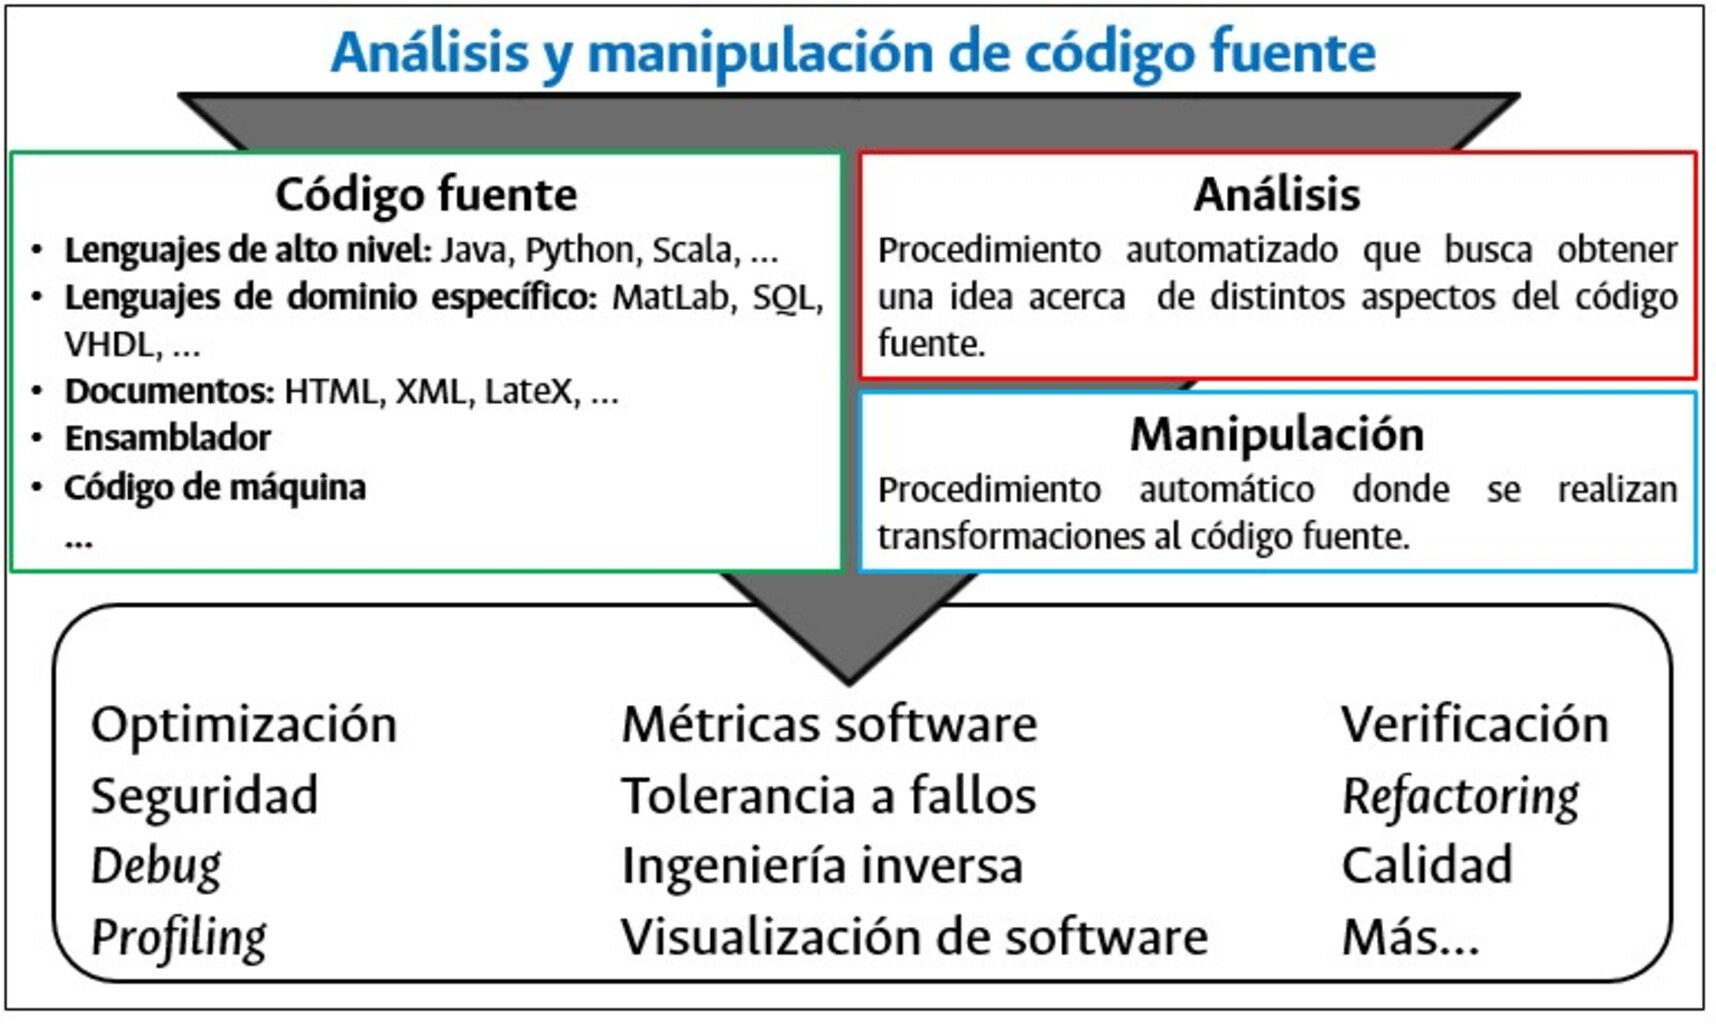 Análisis y manipulación de código fuente
Código fuente
• Lenguajes de alto nivel: Java, Python, Scala, ...
• Lenguajes de dominio específico: MatLab, SQL,
VHDL, ...
• Documentos: HTML, XML, LateX, ...
• Ensamblador
• Código de máquina
...
Análisis
Procedimiento automatizado que busca obtener
una idea acerca de distintos aspectos del código
fuente.
Manipulación
Procedimiento automático donde se realizan
transformaciones al código fuente.
Optimización
Seguridad
Debug
Profiling
Métricas software
Tolerancia a fallos
Ingeniería inversa
Visualización de software
Verificación
Refactoring
Calidad
Más...